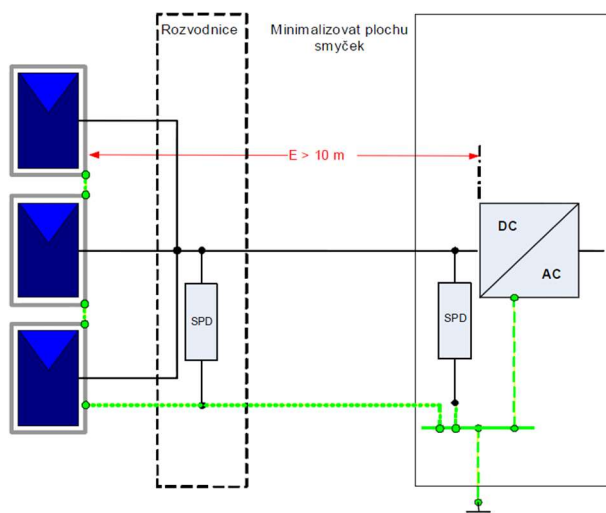 Rozvodnice
Minimalizovat plochu
smyček
E > 10 m
DC
AC
SPD
SPD